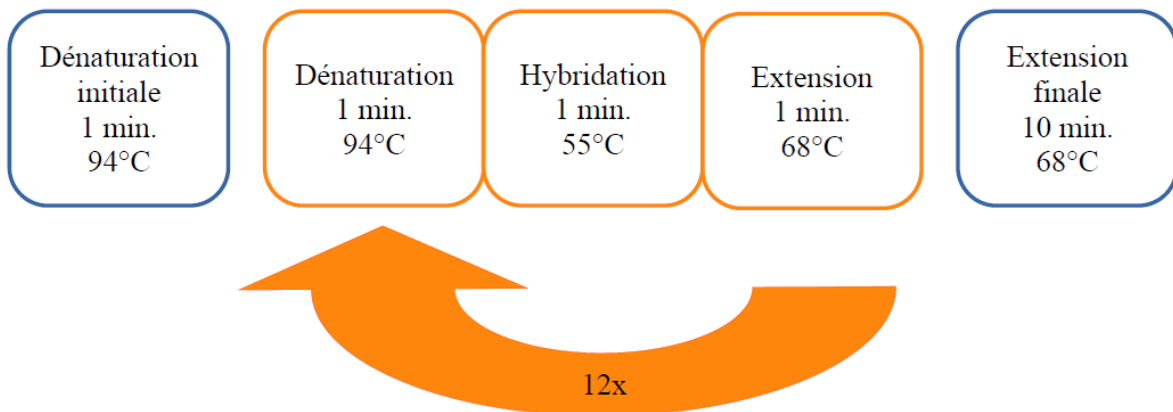 Dénaturation
initiale
1 min.
94°C
Dénaturation
1 min.
94°C
Hybridation
1 min.
55°C
Extension
1 min.
68°C
Extension
finale
10 min.
68°C
12x